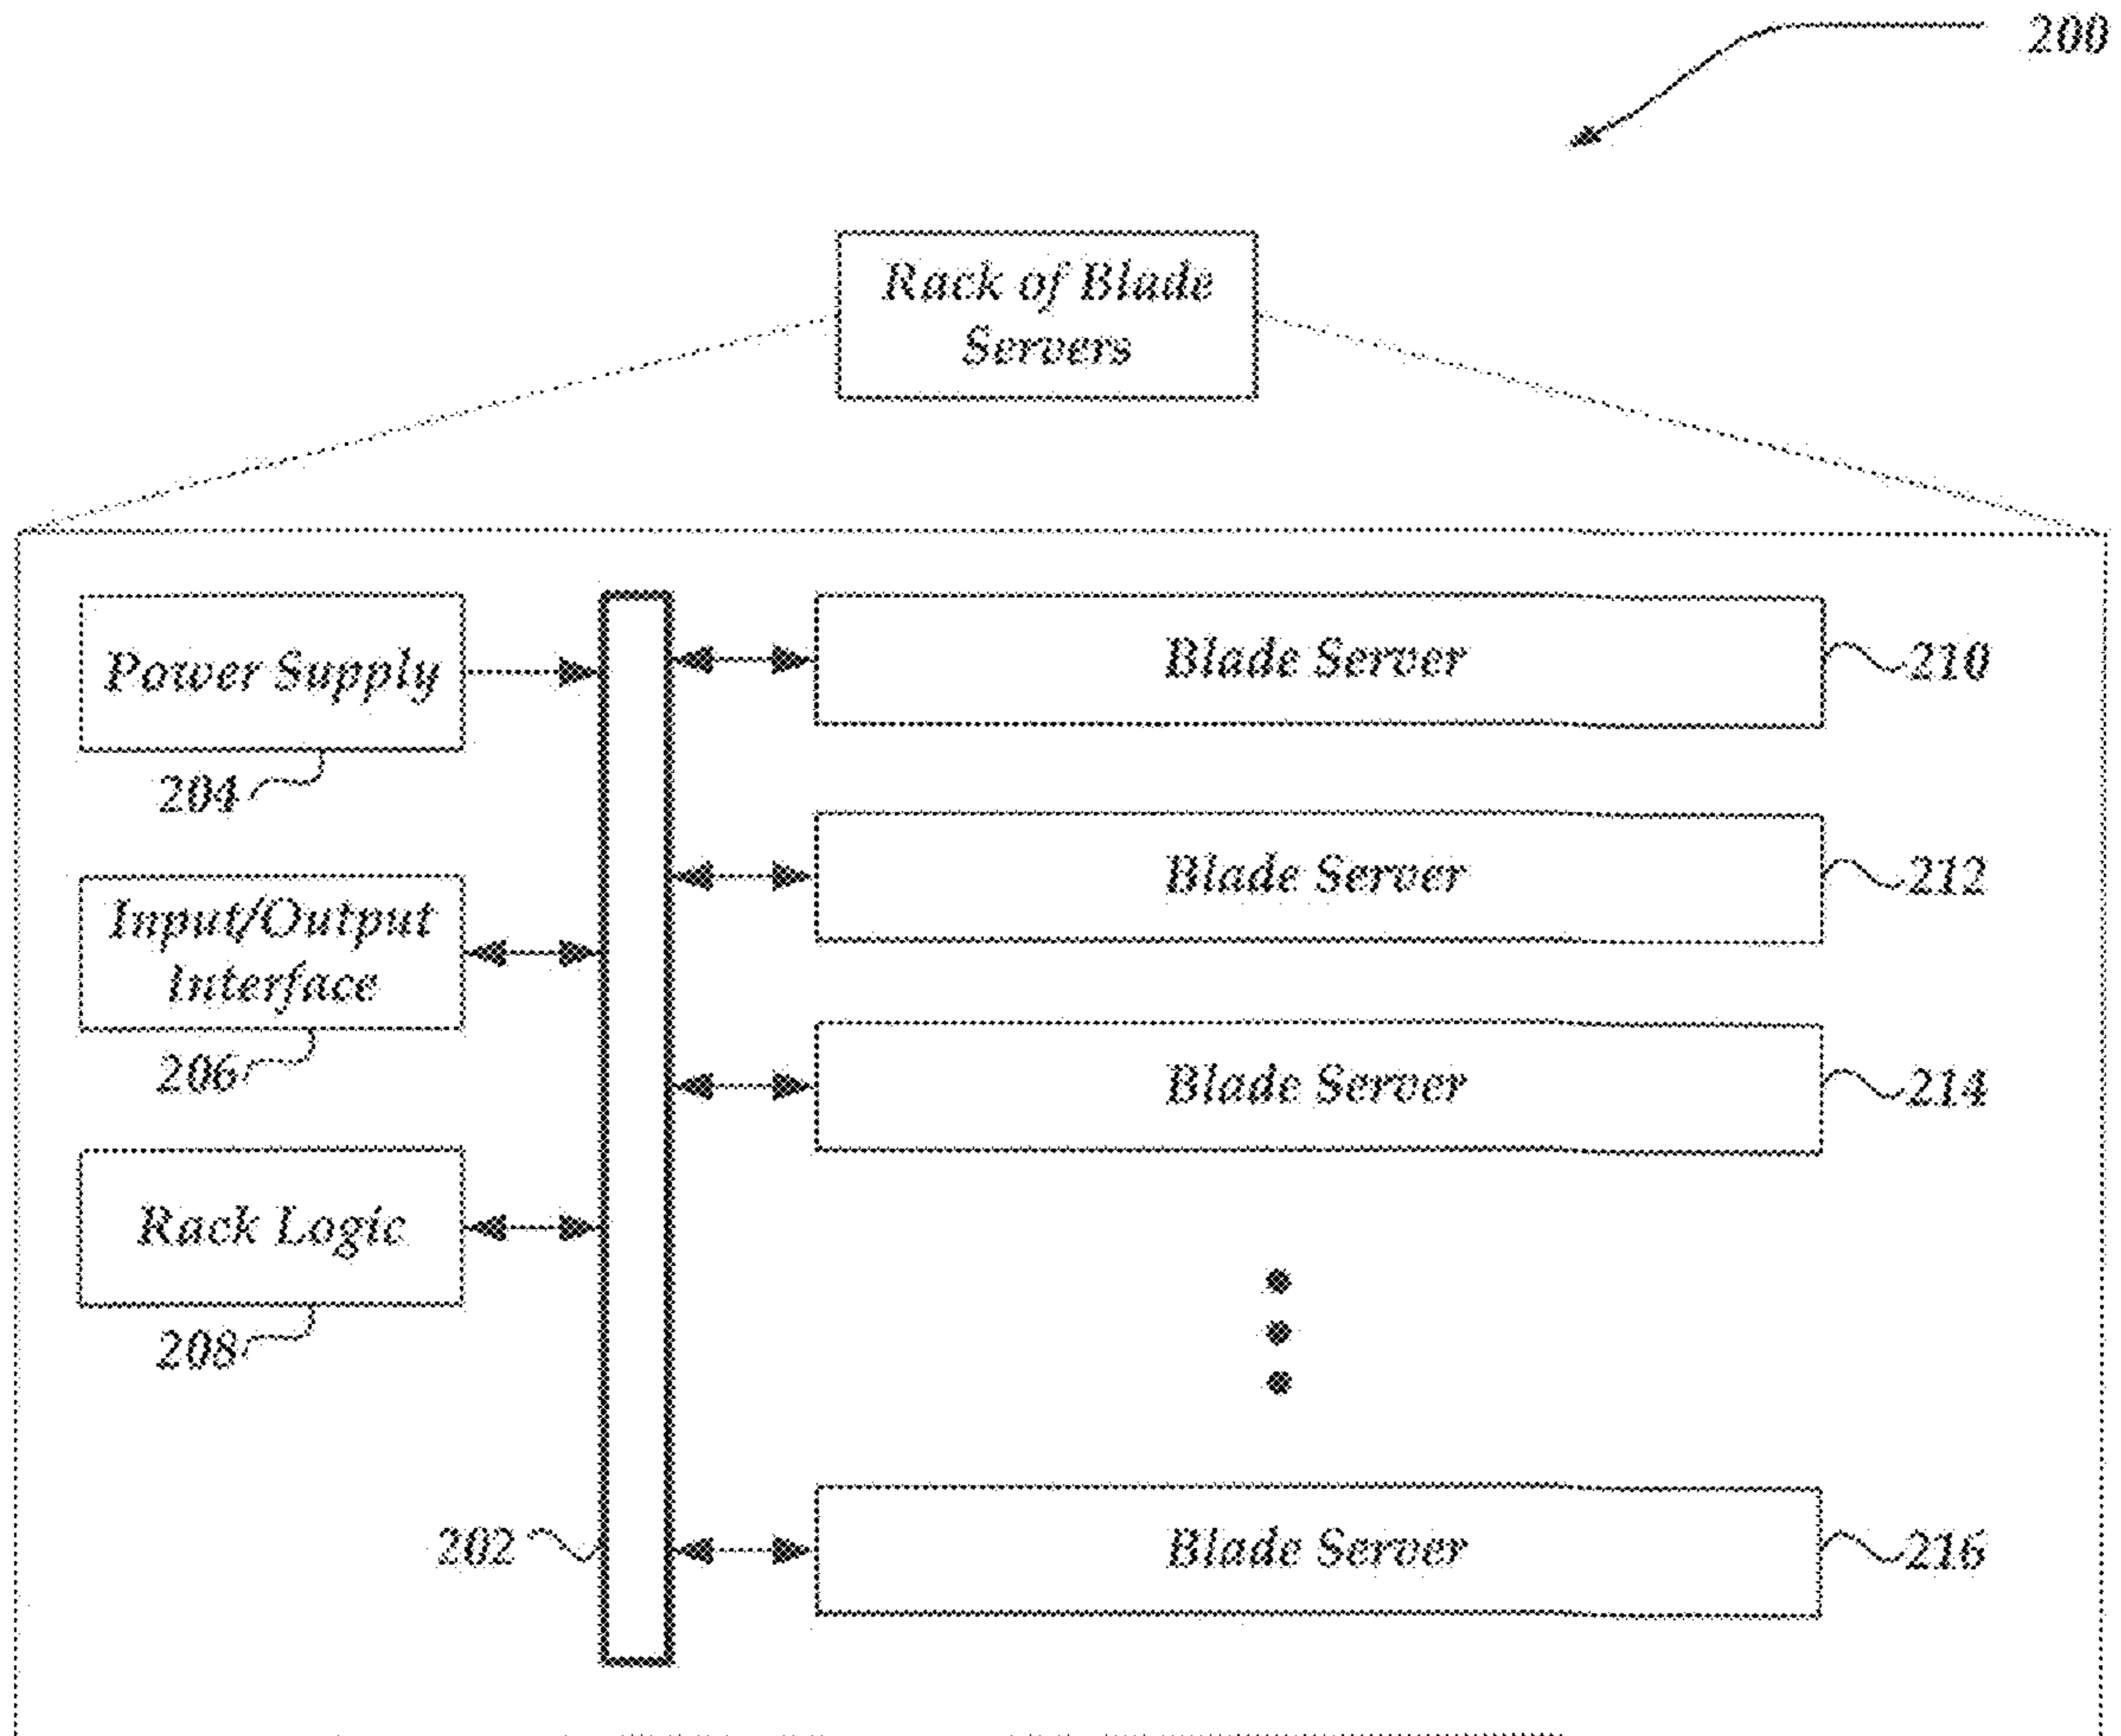 200
Rack of Blade
Servers
Power Supply
204
Input/Output
Interface
206
Rack Logic
208
202
Blade Server
210
Blade Server
212
Blade Server
214
Blade Server
216